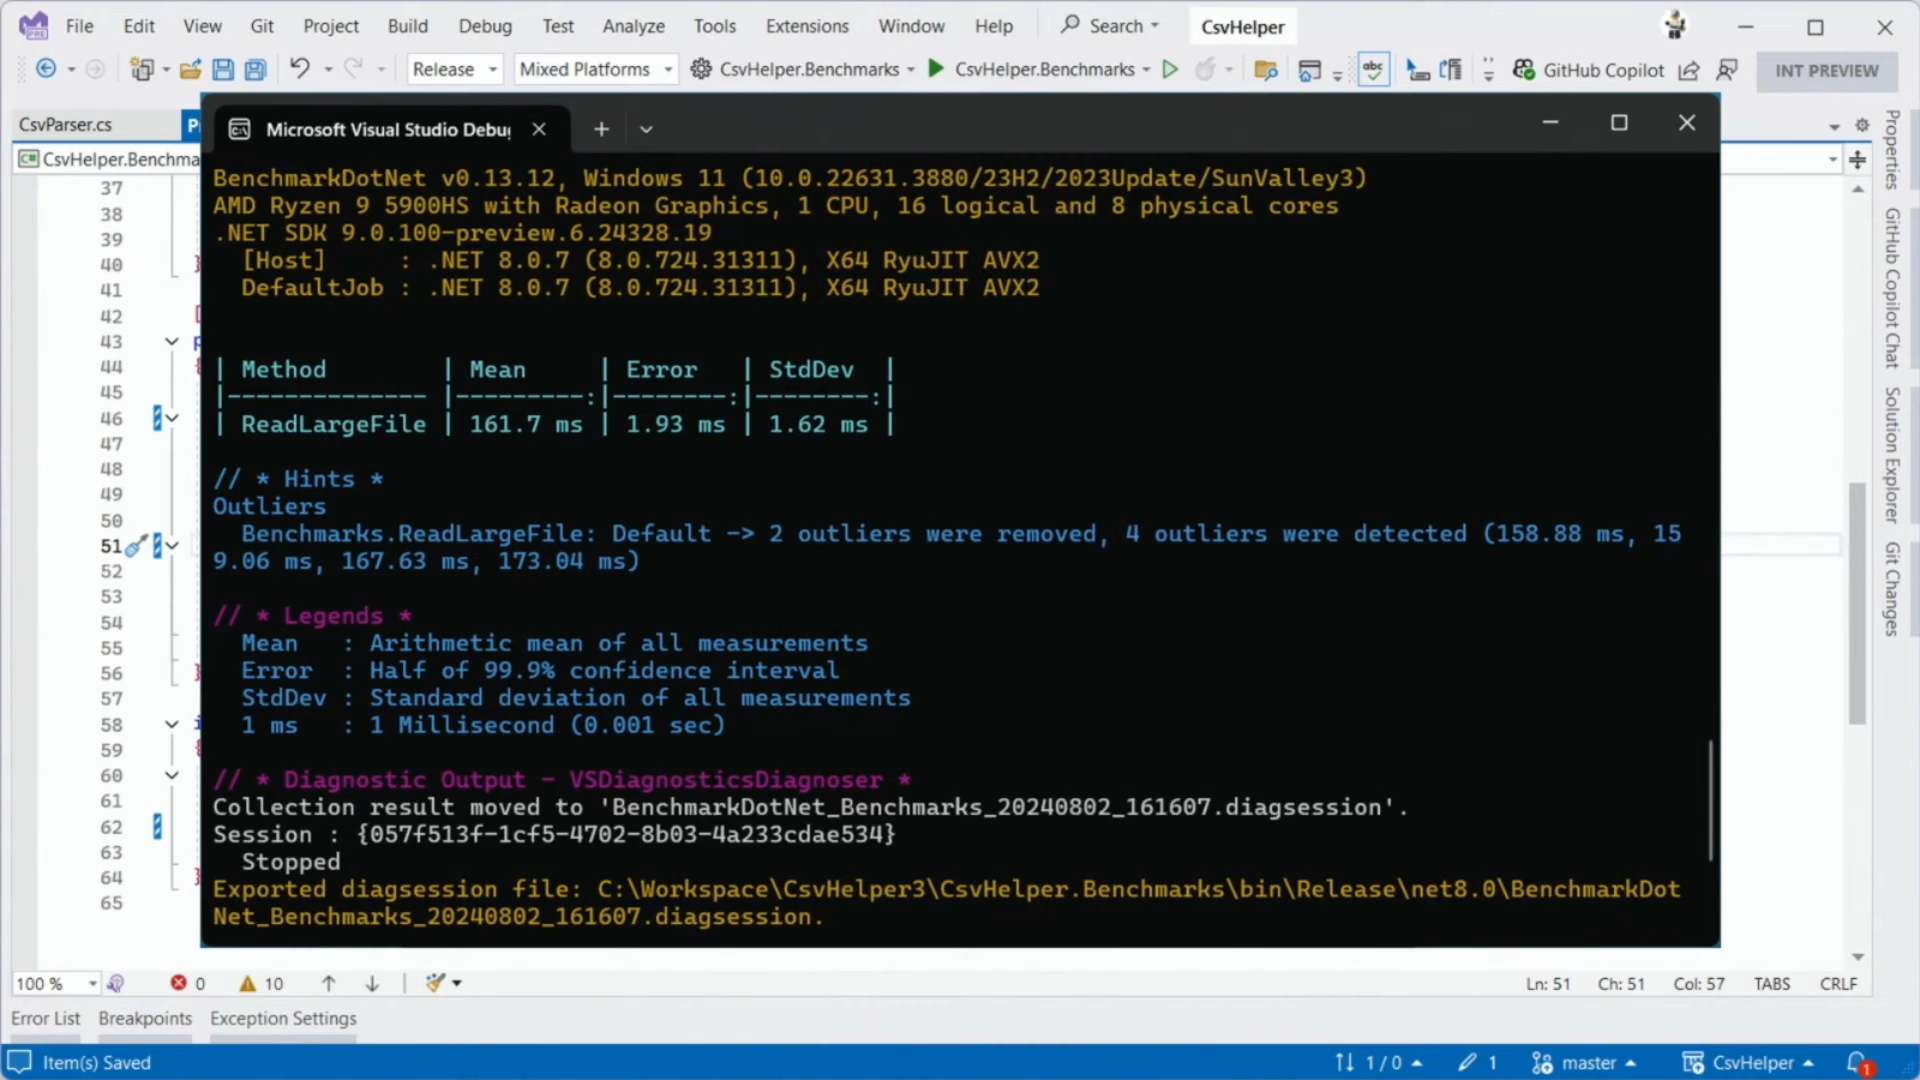 File Edit View Git Project Build Debug Test Analyze Tools Extensions Window Help Search CsvHelper
Release Mixed Platforms CsvHelper.Benchmarks CsvHelper.Benchmarks abc GitHub Copilot INT PREVIEW
CsvParser.cs
CsvHelper.Benchma
Microsoft Visual Studio Debu
BenchmarkDotNet v0.13.12, Windows 11 (10.0.22631.3880/23H2/2023Update/SunValley3)
AMD Ryzen 9 5900HS with Radeon Graphics, 1 CPU, 16 logical and 8 physical cores
.NET SDK 9.0.100-preview.6.24328.19
[Host]     : .NET 8.0.7 (8.0.724.31311), X64 RyuJIT AVX2
DefaultJob : .NET 8.0.7 (8.0.724.31311), X64 RyuJIT AVX2
| Method        | Mean     | Error   | StdDev  |
|-------------- |---------:|--------:|--------:|
| ReadLargeFile | 161.7 ms | 1.93 ms | 1.62 ms |
// * Hints *
Outliers
Benchmarks.ReadLargeFile: Default -> 2 outliers were removed, 4 outliers were detected (158.88 ms, 15
9.06 ms, 167.63 ms, 173.04 ms)
// * Legends *
Mean   : Arithmetic mean of all measurements
Error  : Half of 99.9% confidence interval
StdDev : Standard deviation of all measurements
1 ms   : 1 Millisecond (0.001 sec)
// * Diagnostic Output - VSDiagnosticsDiagnoser *
Collection result moved to 'BenchmarkDotNet_Benchmarks_20240802_161607.diagsession'.
Session : {057f513f-1cf5-4702-8b03-4a233cdae534}
Stopped
Exported diagsession file: C:\Workspace\CsvHelper3\CsvHelper.Benchmarks\bin\Release\net8.0\BenchmarkDot
Net_Benchmarks_20240802_161607.diagsession.
37
38
39
40
41
42
43
44
45
46
47
48
49
50
51
52
53
54
55
56
57
58
59
60
61
62
63
64
65
Properties
GitHub Copilot Chat
Solution Explorer
Git Changes
100 % 0 10 Ln: 51 Ch: 51 Col: 57 TABS CRLF
Error List Breakpoints Exception Settings
Item(s) Saved 1 / 0 1 master CsvHelper 1